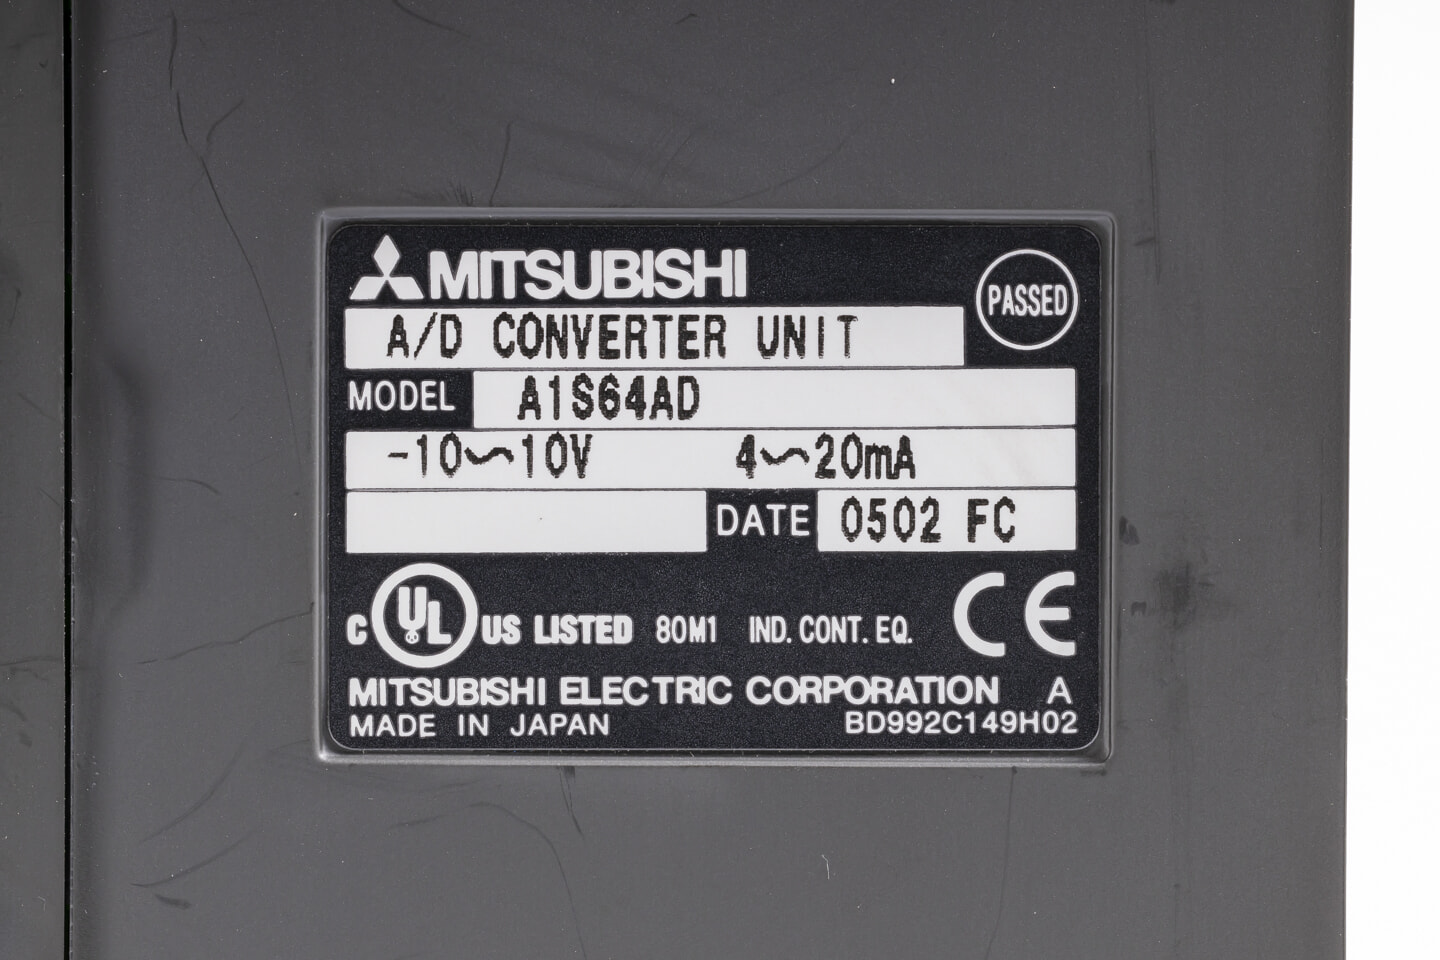 MITSUBISHI
PASSED
A/D CONVERTER UNIT
MODEL A1S64AD
-10～10V 4～20mA
DATE 0502 FC
C UL US LISTED 80M1 IND. CONT. EQ. CE
MITSUBISHI ELECTRIC CORPORATION A
MADE IN JAPAN BD992C149H02